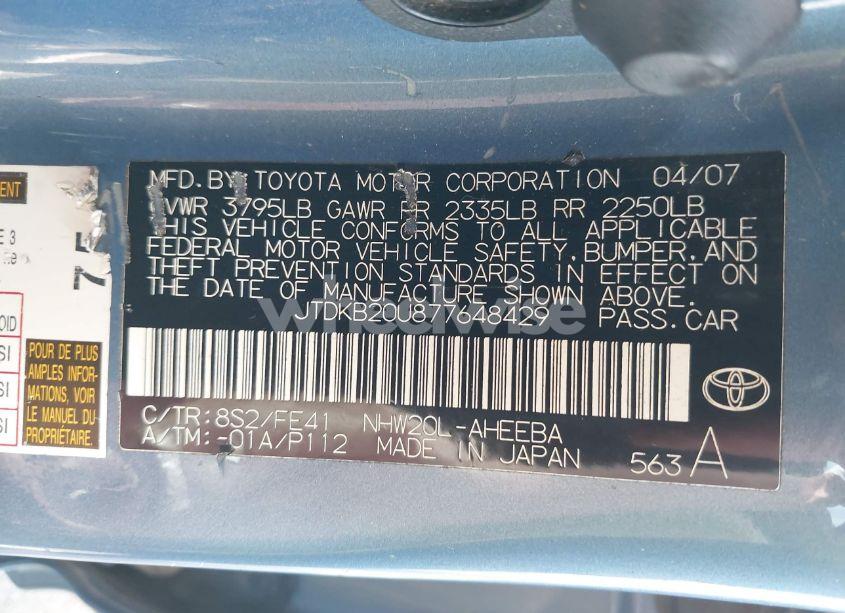 MFD.BY TOYOTA MOTOR CORPORATION 04/07
GVWR 3795LB GAWR FR 2335LB RR 2250LB
THIS VEHICLE CONFORMS TO ALL APPLICABLE
FEDERAL MOTOR VEHICLE SAFETY,BUMPER,AND
THEFT PREVENTION STANDARDS IN EFFECT ON
THE DATE OF MANUFACTURE SHOWN ABOVE.
JTDKB20U877648429 PASS.CAR
wheelwise
C/TR:8S2/FE41 NHW20L-AHEEBA
A/TM:-01A/P112 MADE IN JAPAN 563 A
POUR DE PLUS
AMPLES INFOR-
MATIONS, VOIR
LE MANUEL DU
PROPRIÉTAIRE.